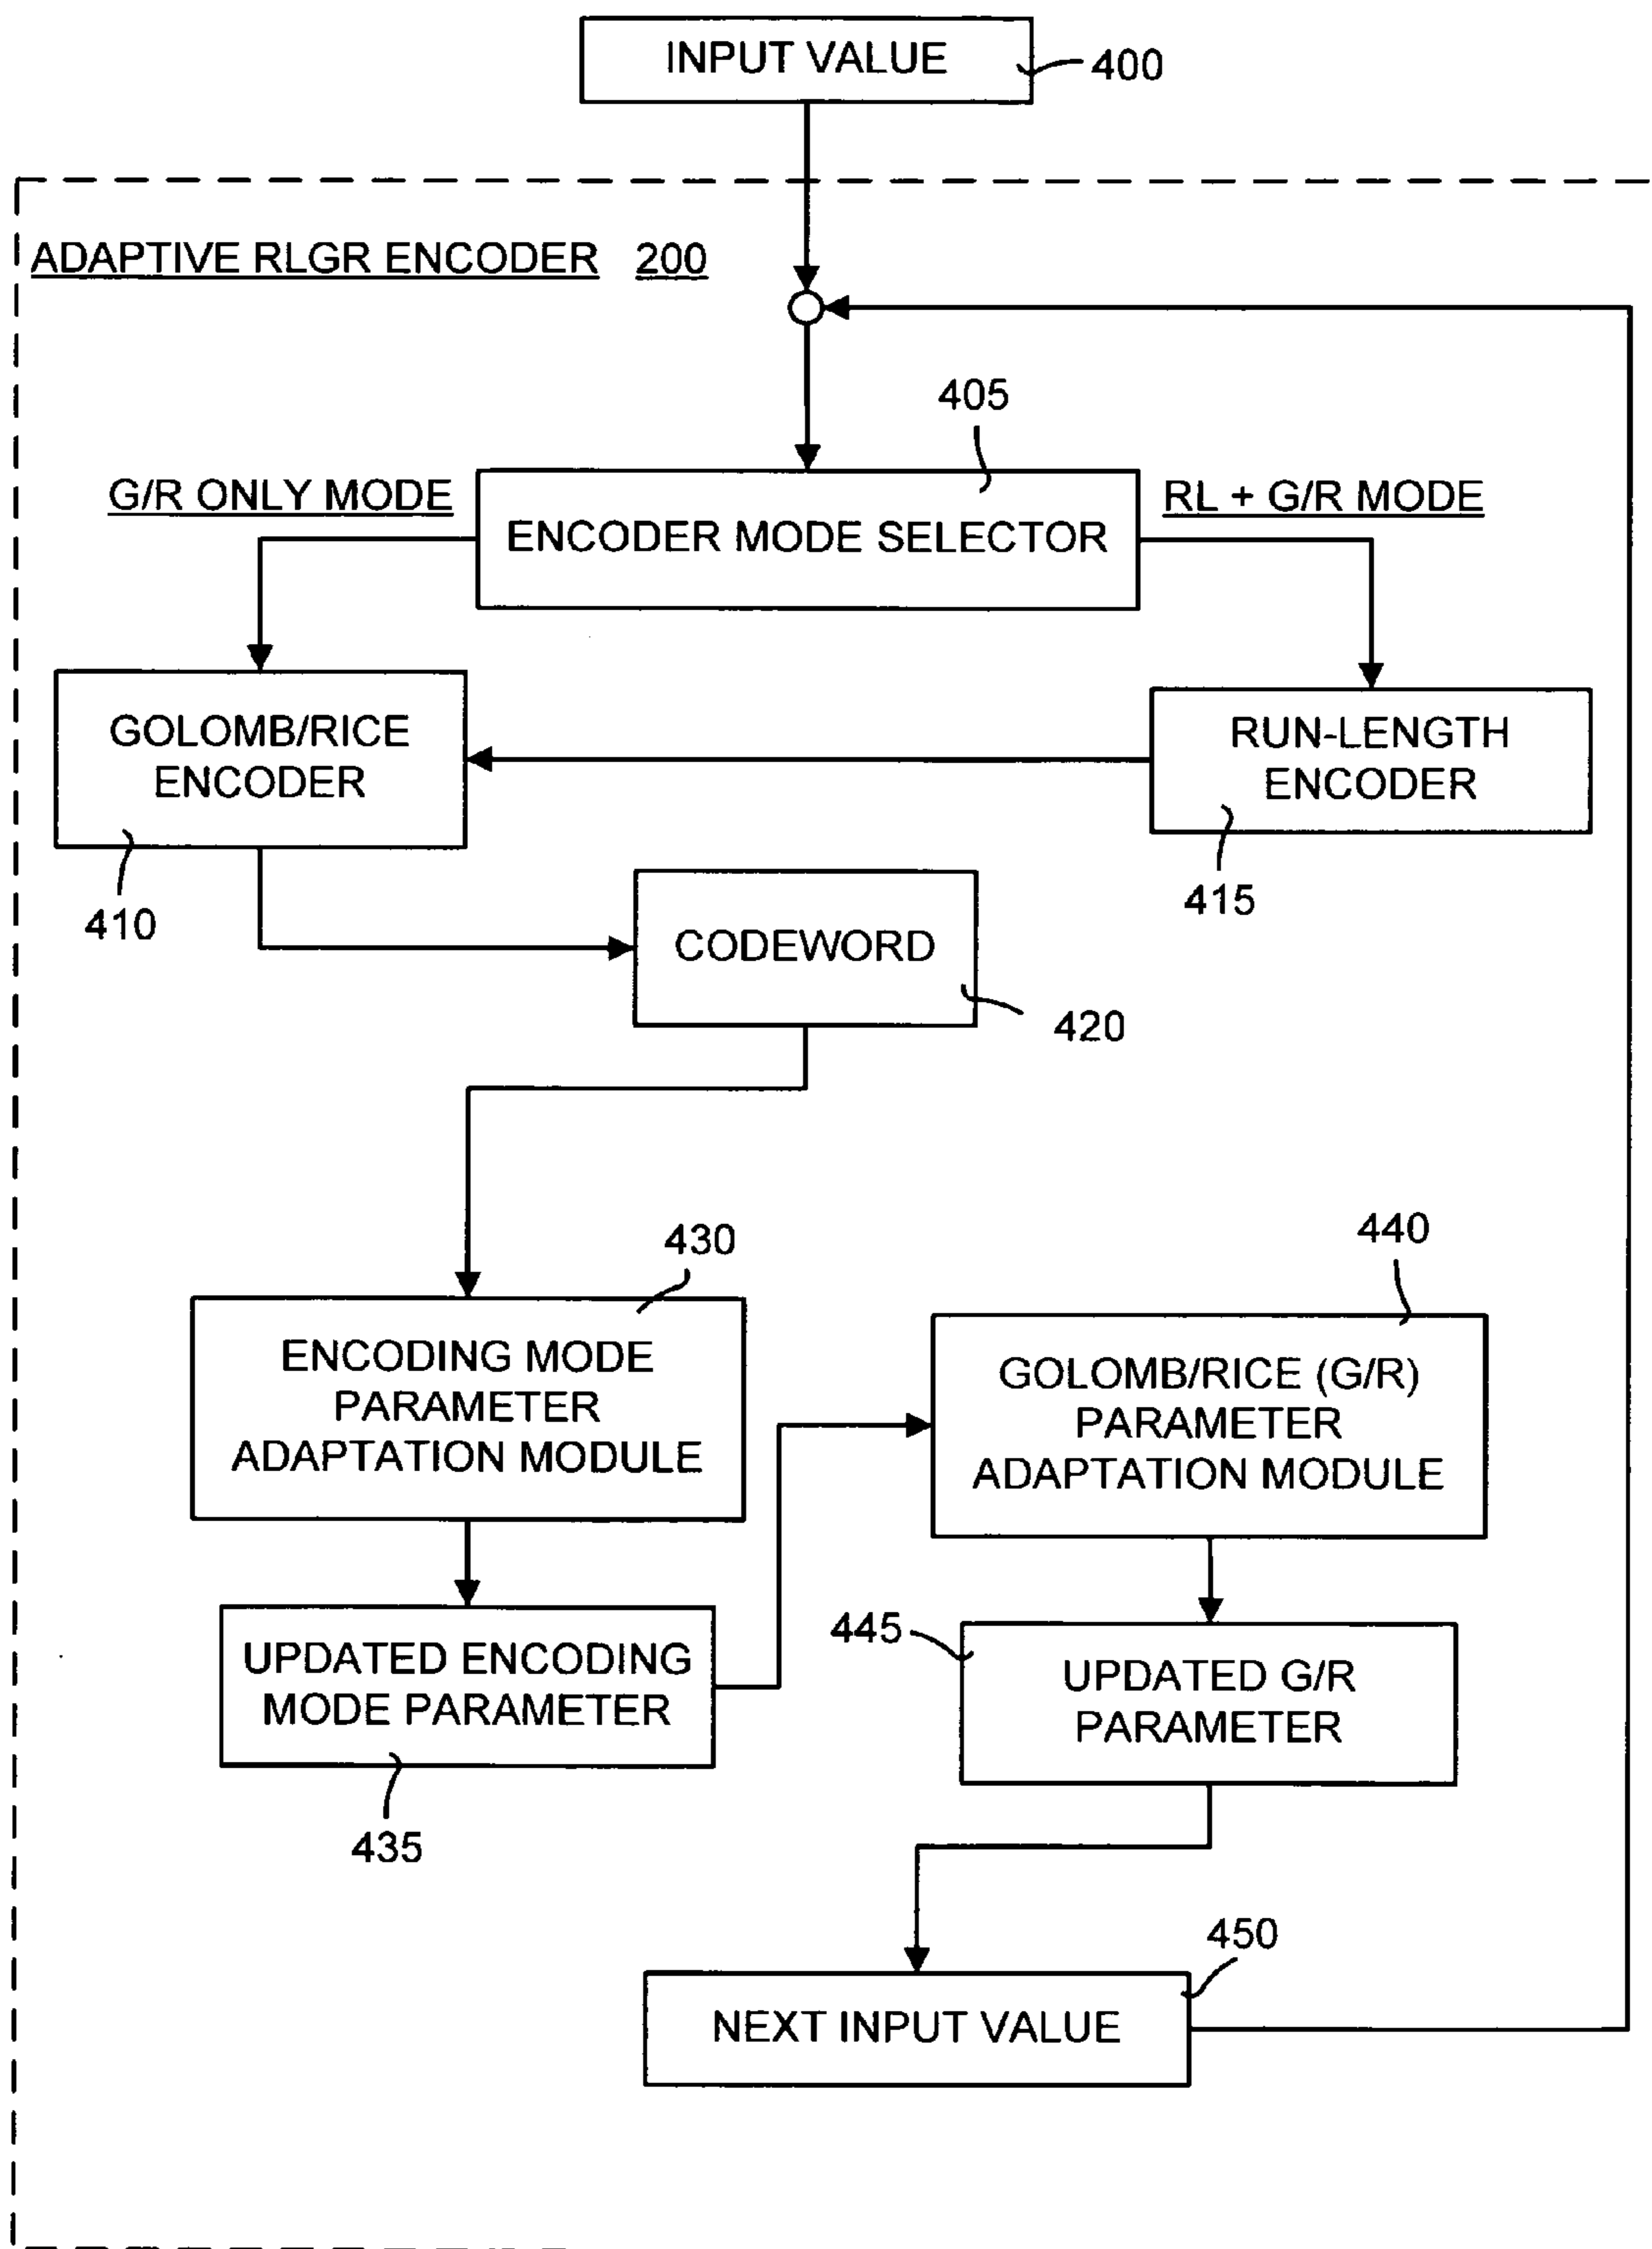 INPUT VALUE
400
ADAPTIVE RLGR ENCODER 200
405
G/R ONLY MODE
ENCODER MODE SELECTOR
RL + G/R MODE
GOLOMB/RICE
ENCODER
410
RUN-LENGTH
ENCODER
415
CODEWORD
420
430
ENCODING MODE
PARAMETER
ADAPTATION MODULE
440
GOLOMB/RICE (G/R)
PARAMETER
ADAPTATION MODULE
UPDATED ENCODING
MODE PARAMETER
435
445
UPDATED G/R
PARAMETER
450
NEXT INPUT VALUE